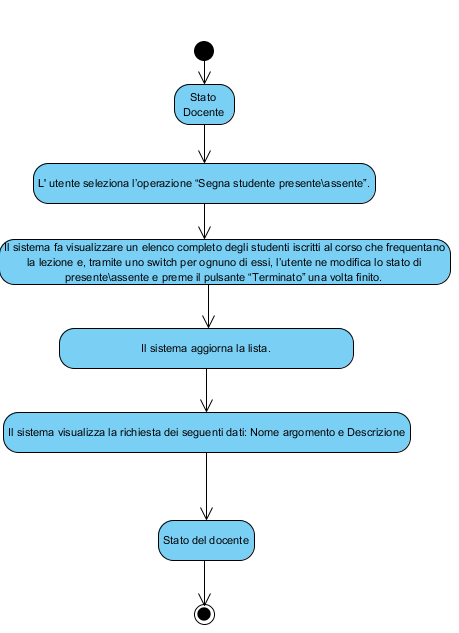 Stato
Docente
L' utente seleziona l'operazione “Segna studente presente\assente”.
Il sistema fa visualizzare un elenco completo degli studenti iscritti al corso che frequentano
la lezione e, tramite uno switch per ognuno di essi, l'utente ne modifica lo stato di
presente\assente e preme il pulsante “Terminato” una volta finito.
Il sistema aggiorna la lista.
Il sistema visualizza la richiesta dei seguenti dati: Nome argomento e Descrizione
Stato del docente